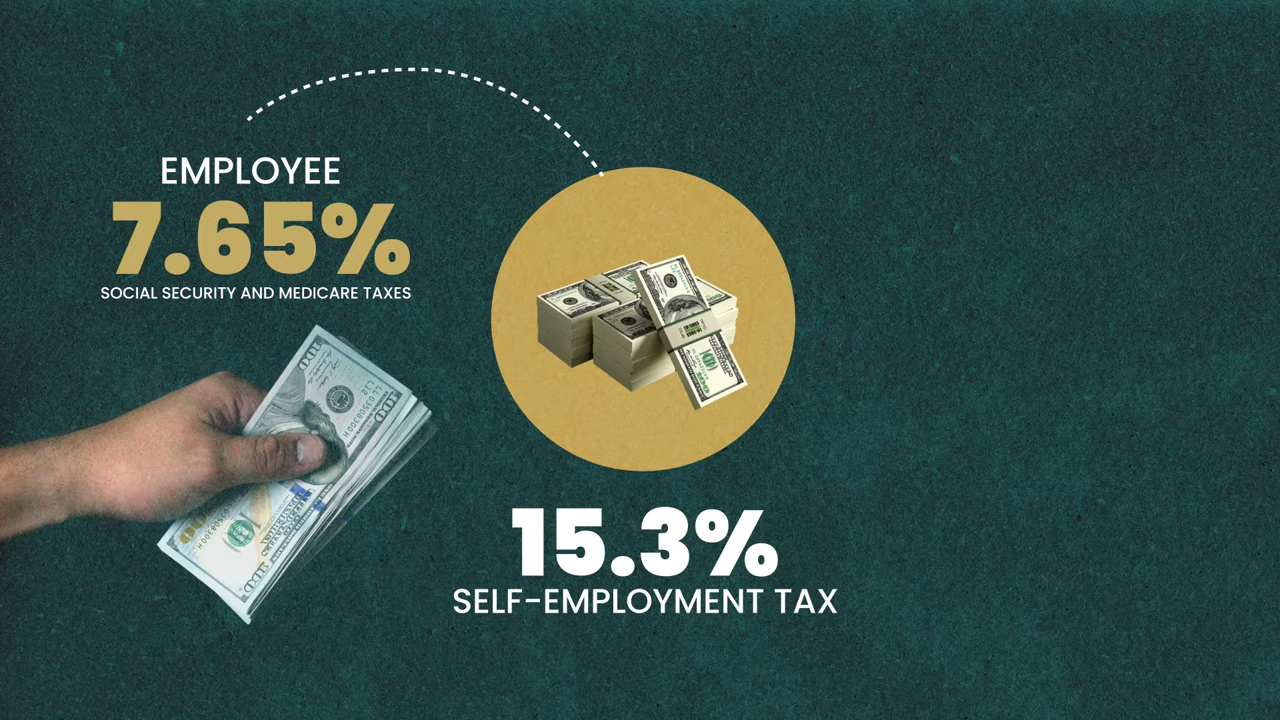 EMPLOYEE
7.65%
SOCIAL SECURITY AND MEDICARE TAXES
15.3%
SELF-EMPLOYMENT TAX